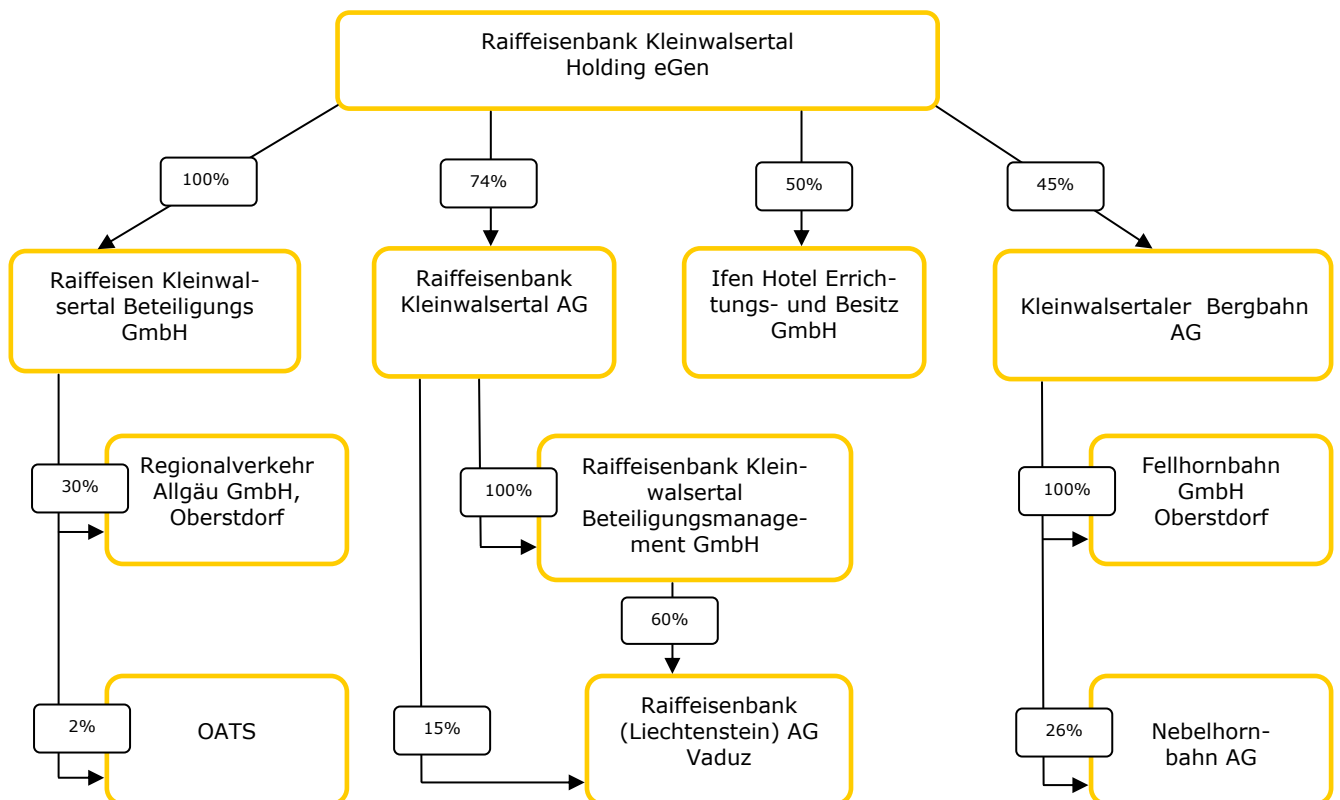 Raiffeisenbank Kleinwalsertal
Holding eGen
100%
74%
50%
45%
Raiffeisen Kleinwal-
sertal Beteiligungs
GmbH
Raiffeisenbank
Kleinwalsertal AG
Ifen Hotel Errich-
tungs- und Besitz
GmbH
Kleinwalsertaler Bergbahn
AG
30%
Regionalverkehr
Allgäu GmbH,
Oberstdorf
100%
Raiffeisenbank Klein-
walsertal
Beteiligungsmanage-
ment GmbH
100%
Fellhornbahn
GmbH
Oberstdorf
60%
2%
OATS
15%
Raiffeisenbank
(Liechtenstein) AG
Vaduz
26%
Nebelhorn-
bahn AG